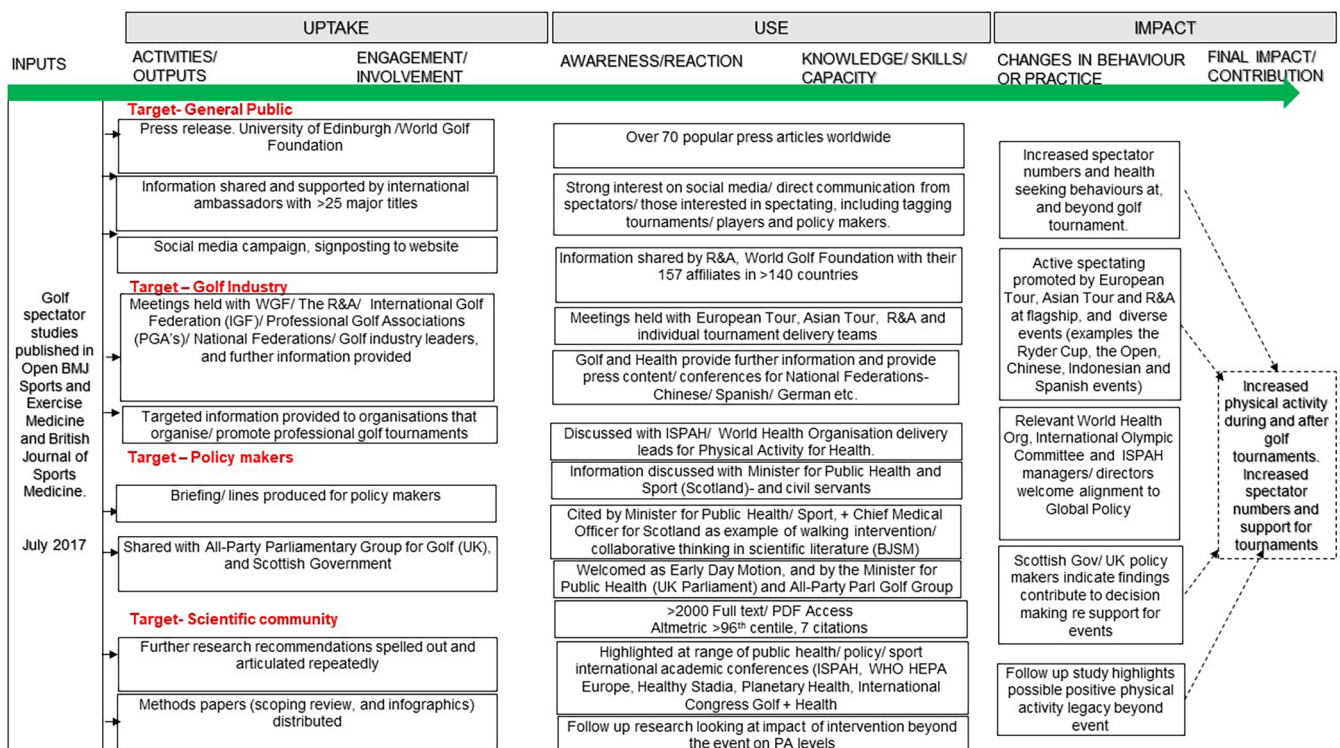 UPTAKE
USE
IMPACT
INPUTS
ACTIVITIES/
OUTPUTS
ENGAGEMENT/
INVOLVEMENT
AWARENESS/REACTION
KNOWLEDGE/ SKILLS/
CAPACITY
CHANGES IN BEHAVIOUR
OR PRACTICE
FINAL IMPACT/
CONTRIBUTION
Golf
spectator
studies
published in
Open BMJ
Sports and
Exercise
Medicine
and British
Journal of
Sports
Medicine.
July 2017
Target- General Public
Press release. University of Edinburgh /World Golf
Foundation
Information shared and supported by international
ambassadors with >25 major titles
Social media campaign, signposting to website
Target – Golf Industry
Meetings held with WGF/ The R&A/ International Golf
Federation (IGF)/ Professional Golf Associations
(PGA's)/ National Federations/ Golf industry leaders,
and further information provided
Targeted information provided to organisations that
organise/ promote professional golf tournaments
Target – Policy makers
Briefing/ lines produced for policy makers
Shared with All-Party Parliamentary Group for Golf (UK),
and Scottish Government
Target- Scientific community
Further research recommendations spelled out and
articulated repeatedly
Methods papers (scoping review, and infographics)
distributed
Over 70 popular press articles worldwide
Strong interest on social media/ direct communication from
spectators/ those interested in spectating, including tagging
tournaments/ players and policy makers.
Information shared by R&A, World Golf Foundation with their
157 affiliates in >140 countries
Meetings held with European Tour, Asian Tour, R&A and
individual tournament delivery teams
Golf and Health provide further information and provide
press content/ conferences for National Federations-
Chinese/ Spanish/ German etc.
Discussed with ISPAH/ World Health Organisation delivery
leads for Physical Activity for Health.
Information discussed with Minister for Public Health and
Sport (Scotland)- and civil servants
Cited by Minister for Public Health/ Sport, + Chief Medical
Officer for Scotland as example of walking intervention/
collaborative thinking in scientific literature (BJSM)
Welcomed as Early Day Motion, and by the Minister for
Public Health (UK Parliament) and All-Party Parl Golf Group
>2000 Full text/ PDF Access
Altmetric >96th centile, 7 citations
Highlighted at range of public health/ policy/ sport
international academic conferences (ISPAH, WHO HEPA
Europe, Healthy Stadia, Planetary Health, International
Congress Golf + Health
Follow up research looking at impact of intervention beyond
the event on PA levels
Increased spectator
numbers and health
seeking behaviours at,
and beyond golf
tournament.
Active spectating
promoted by European
Tour, Asian Tour and R&A
at flagship, and diverse
events (examples the
Ryder Cup, the Open,
Chinese, Indonesian and
Spanish events)
Relevant World Health
Org, International Olympic
Committee and ISPAH
managers/ directors
welcome alignment to
Global Policy
Scottish Gov/ UK policy
makers indicate findings
contribute to decision
making re support for
events
Follow up study highlights
possible positive physical
activity legacy beyond
event
Increased
physical activity
during and after
golf
tournaments.
Increased
spectator
numbers and
support for
tournaments